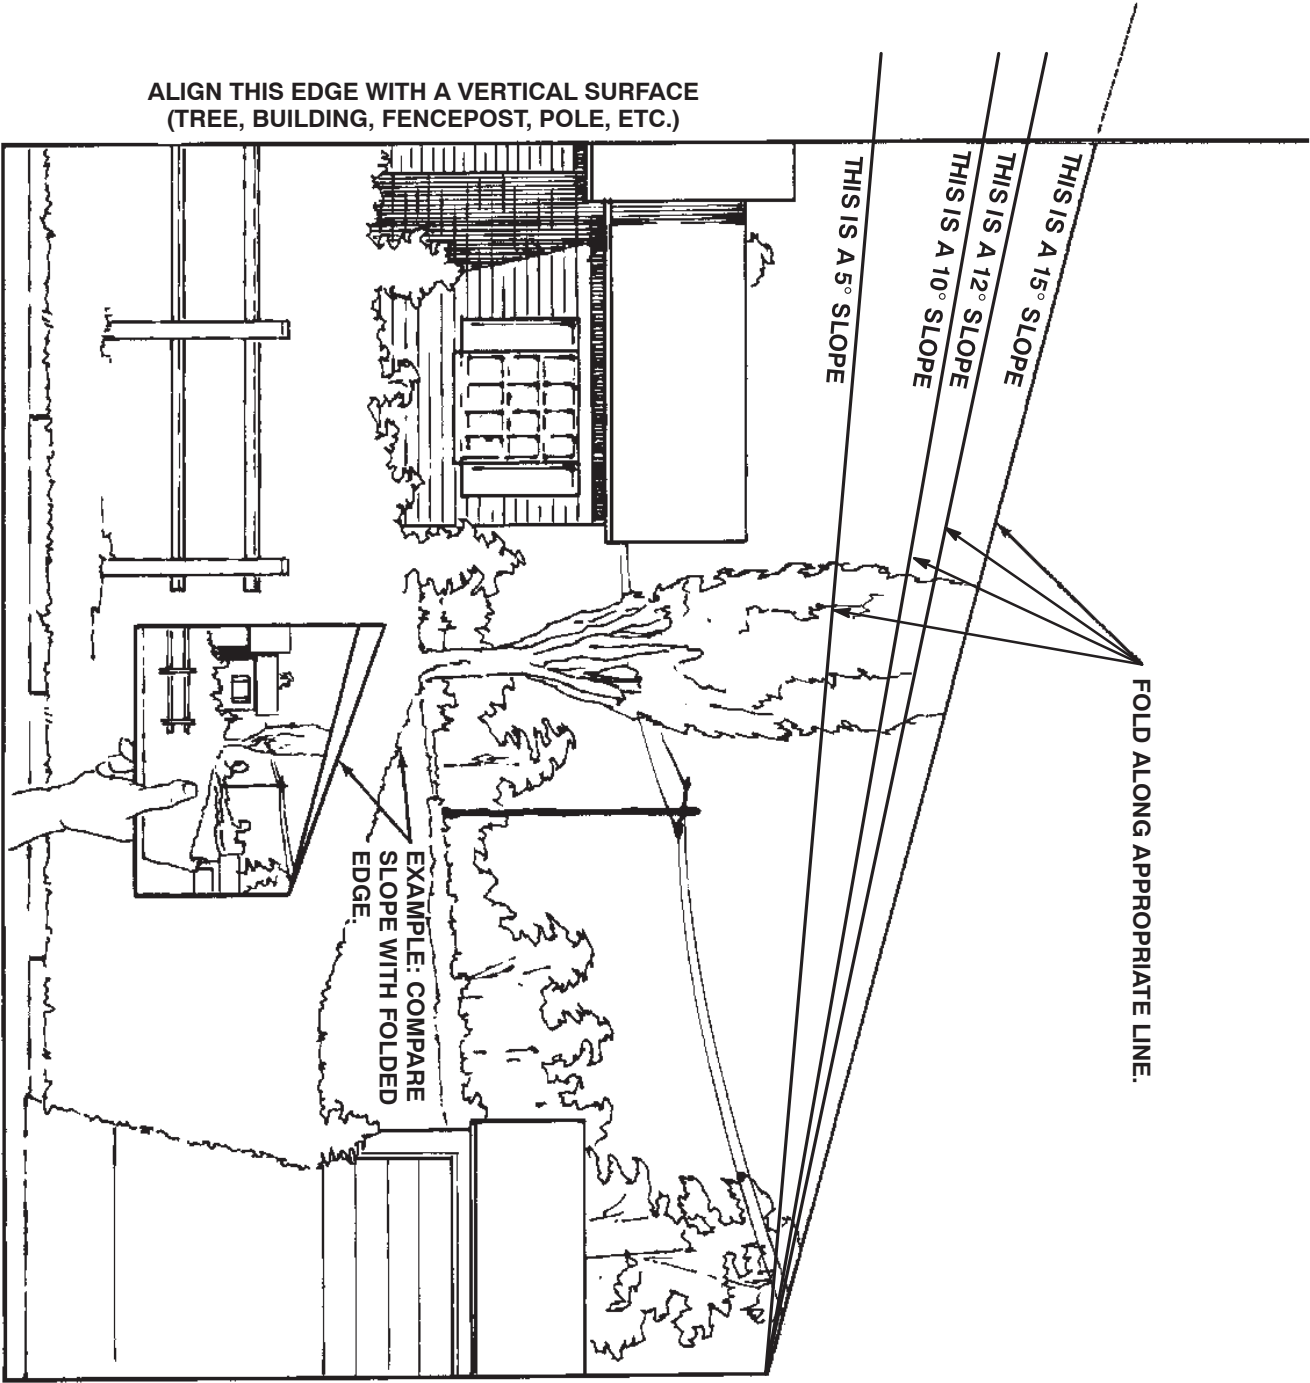 ALIGN THIS EDGE WITH A VERTICAL SURFACE
(TREE, BUILDING, FENCEPOST, POLE, ETC.)
THIS IS A 15° SLOPE
THIS IS A 12° SLOPE
THIS IS A 10° SLOPE
THIS IS A 5° SLOPE
FOLD ALONG APPROPRIATE LINE.
EXAMPLE: COMPARE
SLOPE WITH FOLDED
EDGE.